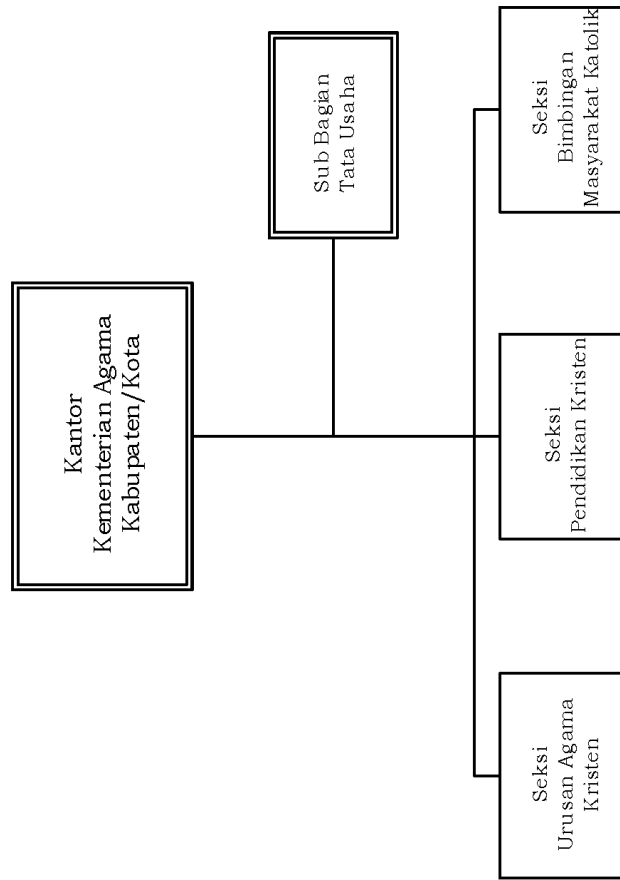 Kantor
Kementerian Agama
Kabupaten/Kota
Sub Bagian
Tata Usaha
Seksi
Urusan Agama
Kristen
Seksi
Pendidikan Kristen
Seksi
Bimbingan
Masyarakat Katolik